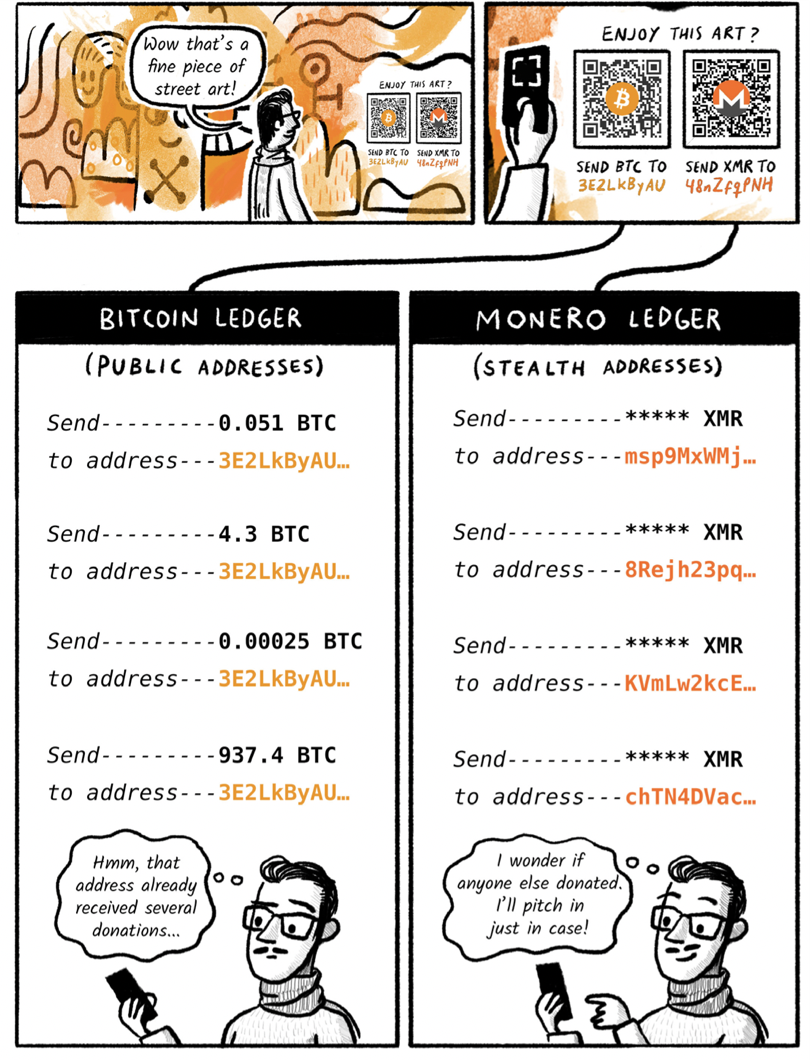 Wow that's a
fine piece of
street art!
ENJOY THIS ART?
SEND BTC TO
3E2LkByAU
SEND XMR TO
48nZfqPNH
ENJOY THIS ART?
SEND BTC TO
3E2LkByAU
SEND XMR TO
48nZfqPNH
BITCOIN LEDGER
(PUBLIC ADDRESSES)
Send---------0.051 BTC
to address---3E2LkByAU…
Send---------4.3 BTC
to address---3E2LkByAU…
Send---------0.00025 BTC
to address---3E2LkByAU…
Send---------937.4 BTC
to address---3E2LkByAU…
Hmm, that
address already
received several
donations...
MONERO LEDGER
(STEALTH ADDRESSES)
Send---------***** XMR
to address---msp9MxWMj…
Send---------***** XMR
to address---8Rejh23pq…
Send---------***** XMR
to address---KVmLw2kcE…
Send---------***** XMR
to address---chTN4DVac…
I wonder if
anyone else donated.
I'll pitch in
just in case!